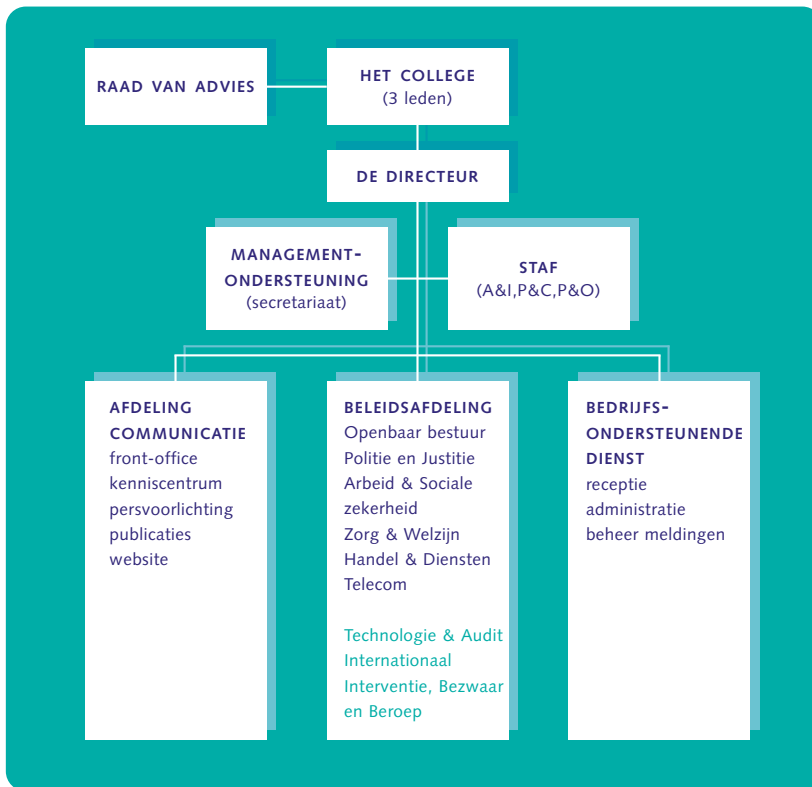 RAAD VAN ADVIES
HET COLLEGE
(3 leden)
DE DIRECTEUR
MANAGEMENT-
ONDERSTEUNING
(secretariaat)
STAF
(A&I,P&C,P&O)
AFDELING
COMMUNICATIE
front-office
kenniscentrum
persvoorlichting
publicaties
website
BELEIDSAFDELING
Openbaar bestuur
Politie en Justitie
Arbeid & Sociale
zekerheid
Zorg & Welzijn
Handel & Diensten
Telecom
Technologie & Audit
Internationaal
Interventie, Bezwaar
en Beroep
BEDRIJFS-
ONDERSTEUNENDE
DIENST
receptie
administratie
beheer meldingen